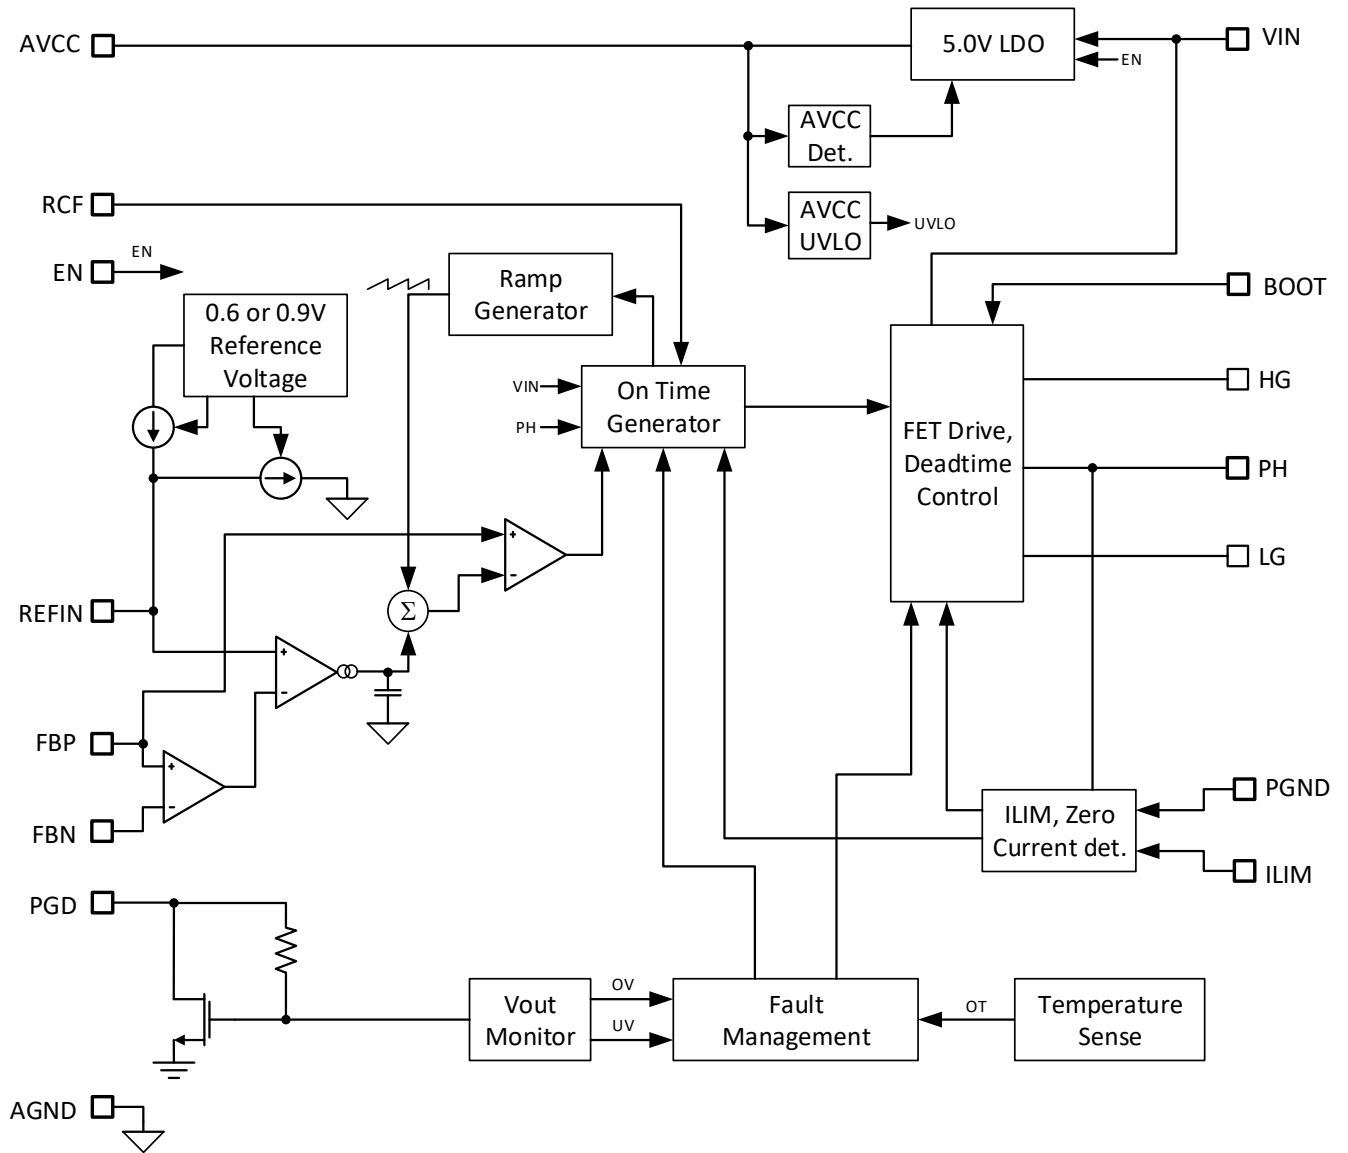 AVCC
5.0V LDO
VIN
EN
AVCC
Det.
RCF
AVCC
UVLO
UVLO
EN
EN
Ramp
Generator
BOOT
0.6 or 0.9V
Reference
Voltage
VIN
On Time
Generator
HG
PH
FET Drive,
Deadtime
Control
PH
+
-
LG
REFIN
Σ
+
-
FBP
+
-
FBN
PGND
ILIM, Zero
Current det.
ILIM
PGD
Vout
Monitor
OV
UV
Fault
Management
OT
Temperature
Sense
AGND